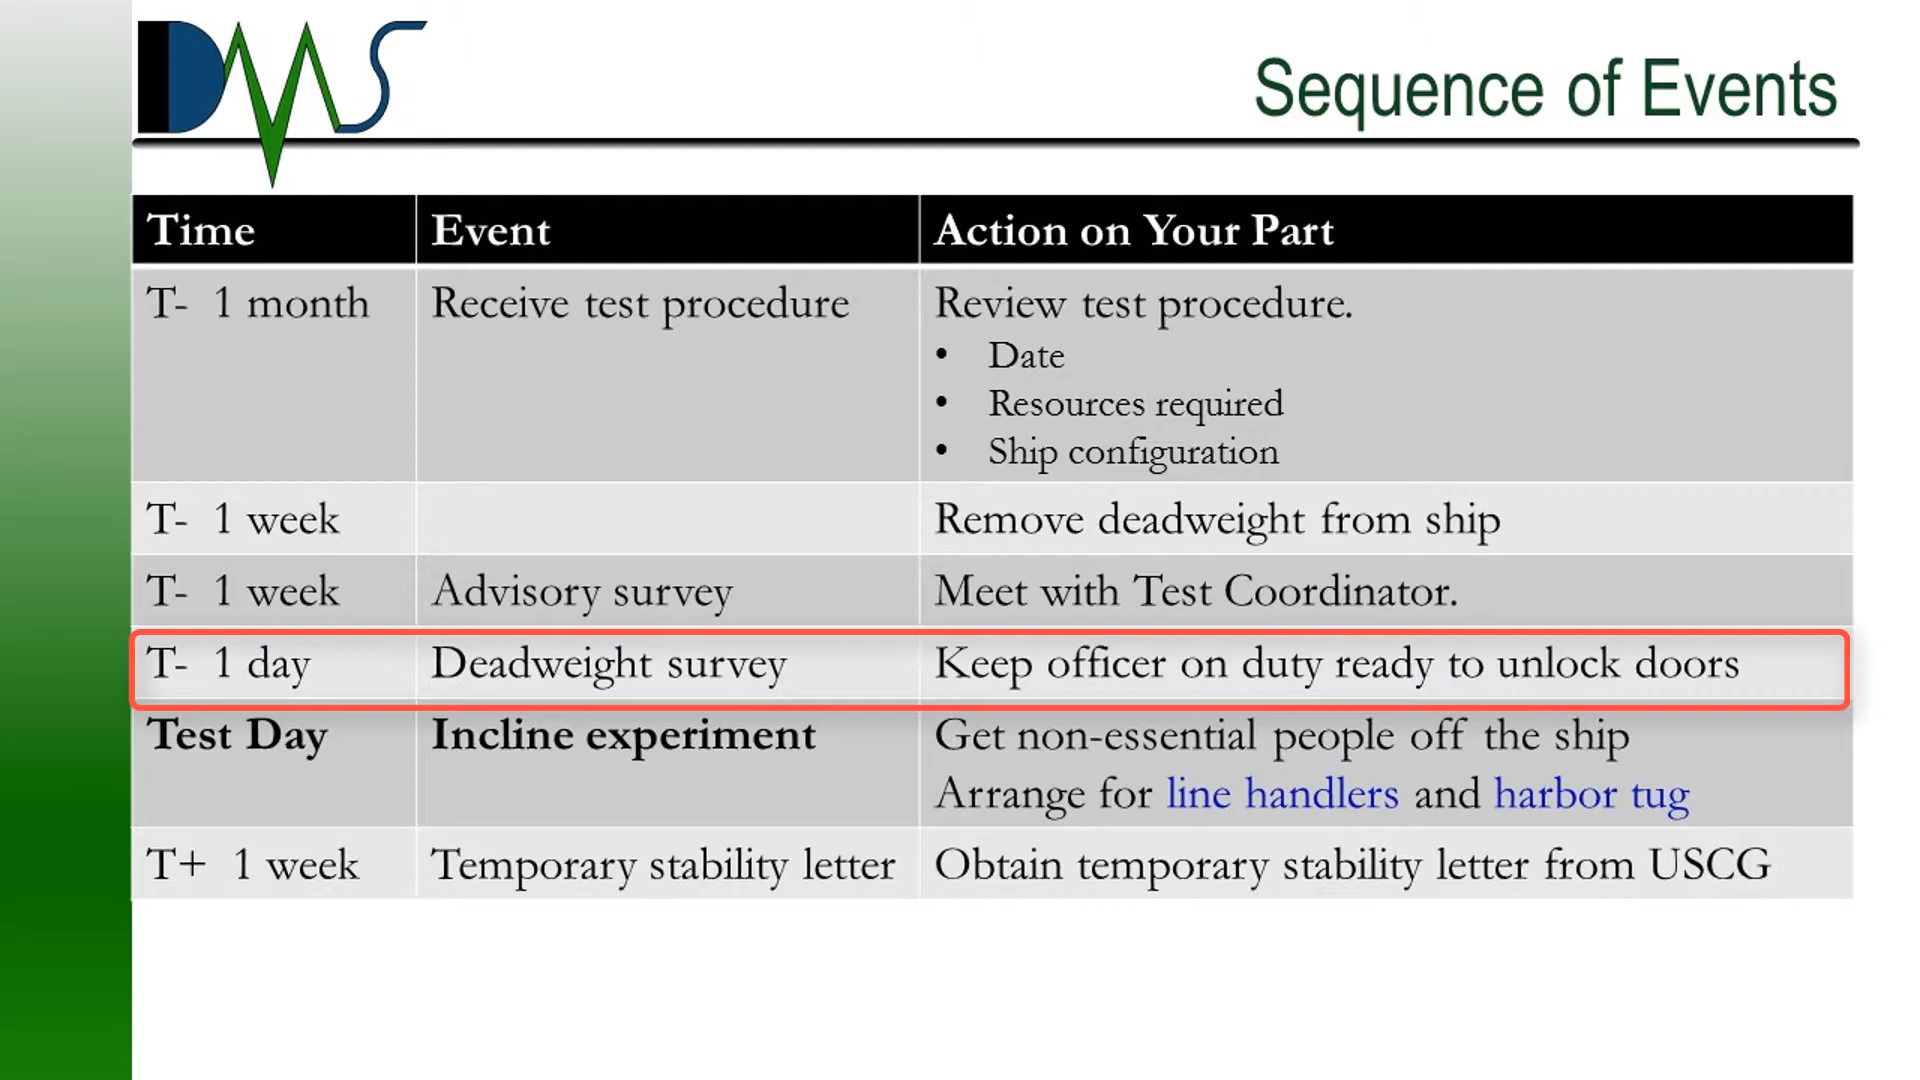 DMS
Sequence of Events
Time Event Action on Your Part
T- 1 month Receive test procedure Review test procedure.
• Date
• Resources required
• Ship configuration
T- 1 week Remove deadweight from ship
T- 1 week Advisory survey Meet with Test Coordinator.
T- 1 day Deadweight survey Keep officer on duty ready to unlock doors
Test Day Incline experiment Get non-essential people off the ship
Arrange for line handlers and harbor tug
T+ 1 week Temporary stability letter Obtain temporary stability letter from USCG